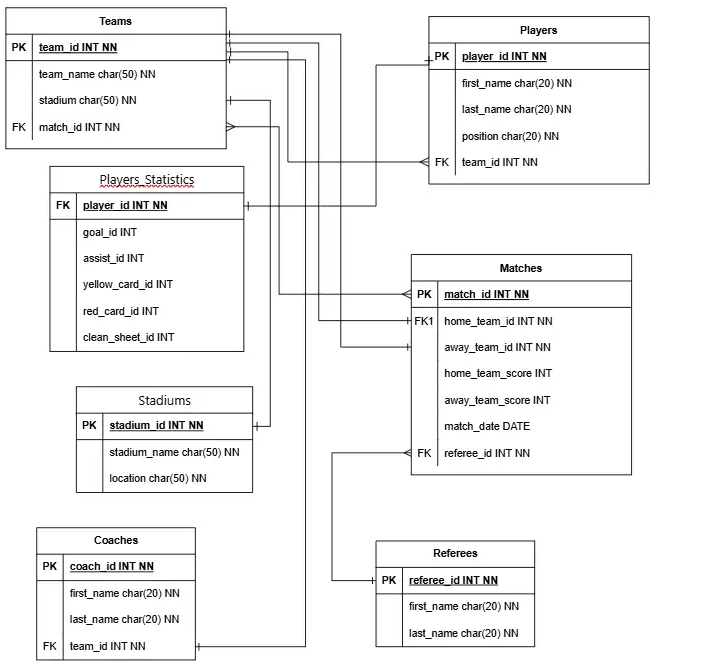 Teams
PK team_id INT NN
team_name char(50) NN
stadium char(50) NN
FK match_id INT NN
Players
PK player_id INT NN
first_name char(20) NN
last_name char(20) NN
position char(20) NN
FK team_id INT NN
Players_Statistics
FK player_id INT NN
goal_id INT
assist_id INT
yellow_card_id INT
red_card_id INT
clean_sheet_id INT
Matches
PK match_id INT NN
FK1 home_team_id INT NN
away_team_id INT NN
home_team_score INT
away_team_score INT
match_date DATE
FK referee_id INT NN
Stadiums
PK stadium_id INT NN
stadium_name char(50) NN
location char(50) NN
Coaches
PK coach_id INT NN
first_name char(20) NN
last_name char(20) NN
FK team_id INT NN
Referees
PK referee_id INT NN
first_name char(20) NN
last_name char(20) NN